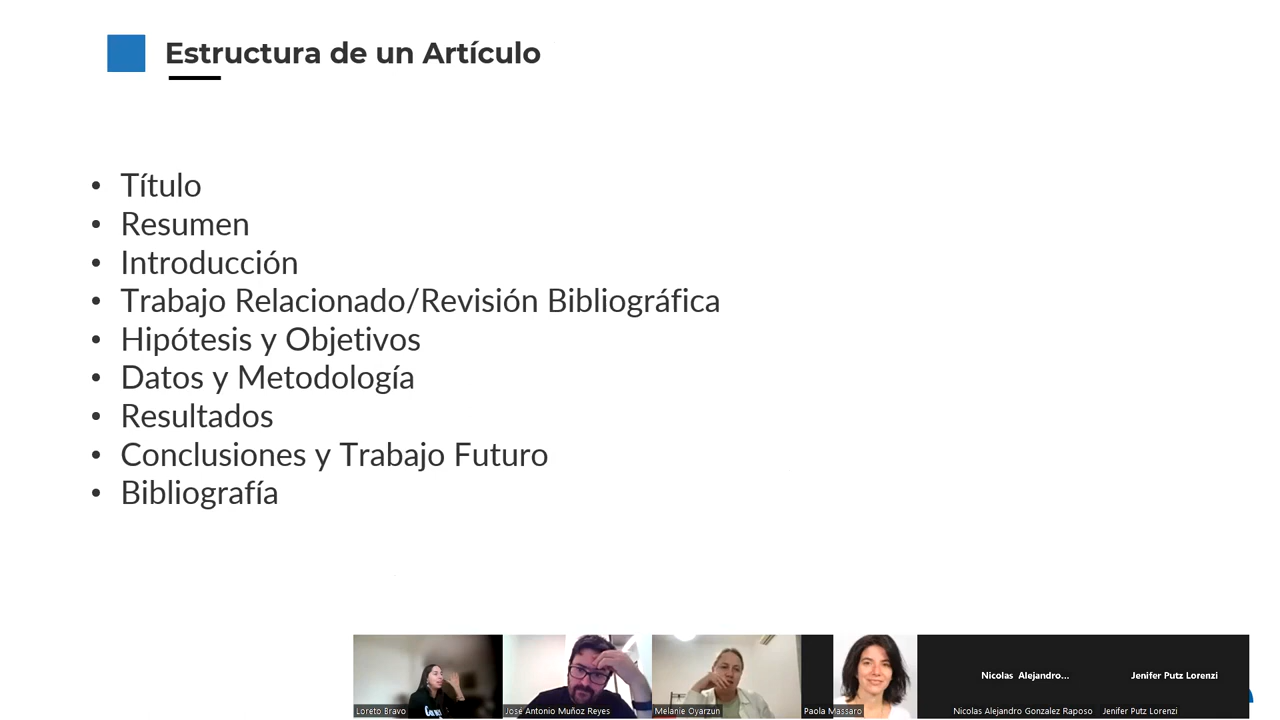 Estructura de un Artículo
• Título
• Resumen
• Introducción
• Trabajo Relacionado/Revisión Bibliográfica
• Hipótesis y Objetivos
• Datos y Metodología
• Resultados
• Conclusiones y Trabajo Futuro
• Bibliografía
Nicolas Alejandro...
Jenifer Putz Lorenzi
Loreto Bravo
José Antonio Muñoz Reyes
Melanie Oyarzun
Paola Massaro
Nicolas Alejandro Gonzalez Raposo
Jenifer Putz Lorenzi